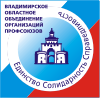 ВЛАДИМИРСКОЕ
ОБЛАСТНОЕ
ОБЪЕДИНЕНИЕ
ОРГАНИЗАЦИЙ
ПРОФСОЮЗОВ
Единство Солидарность Справедливость